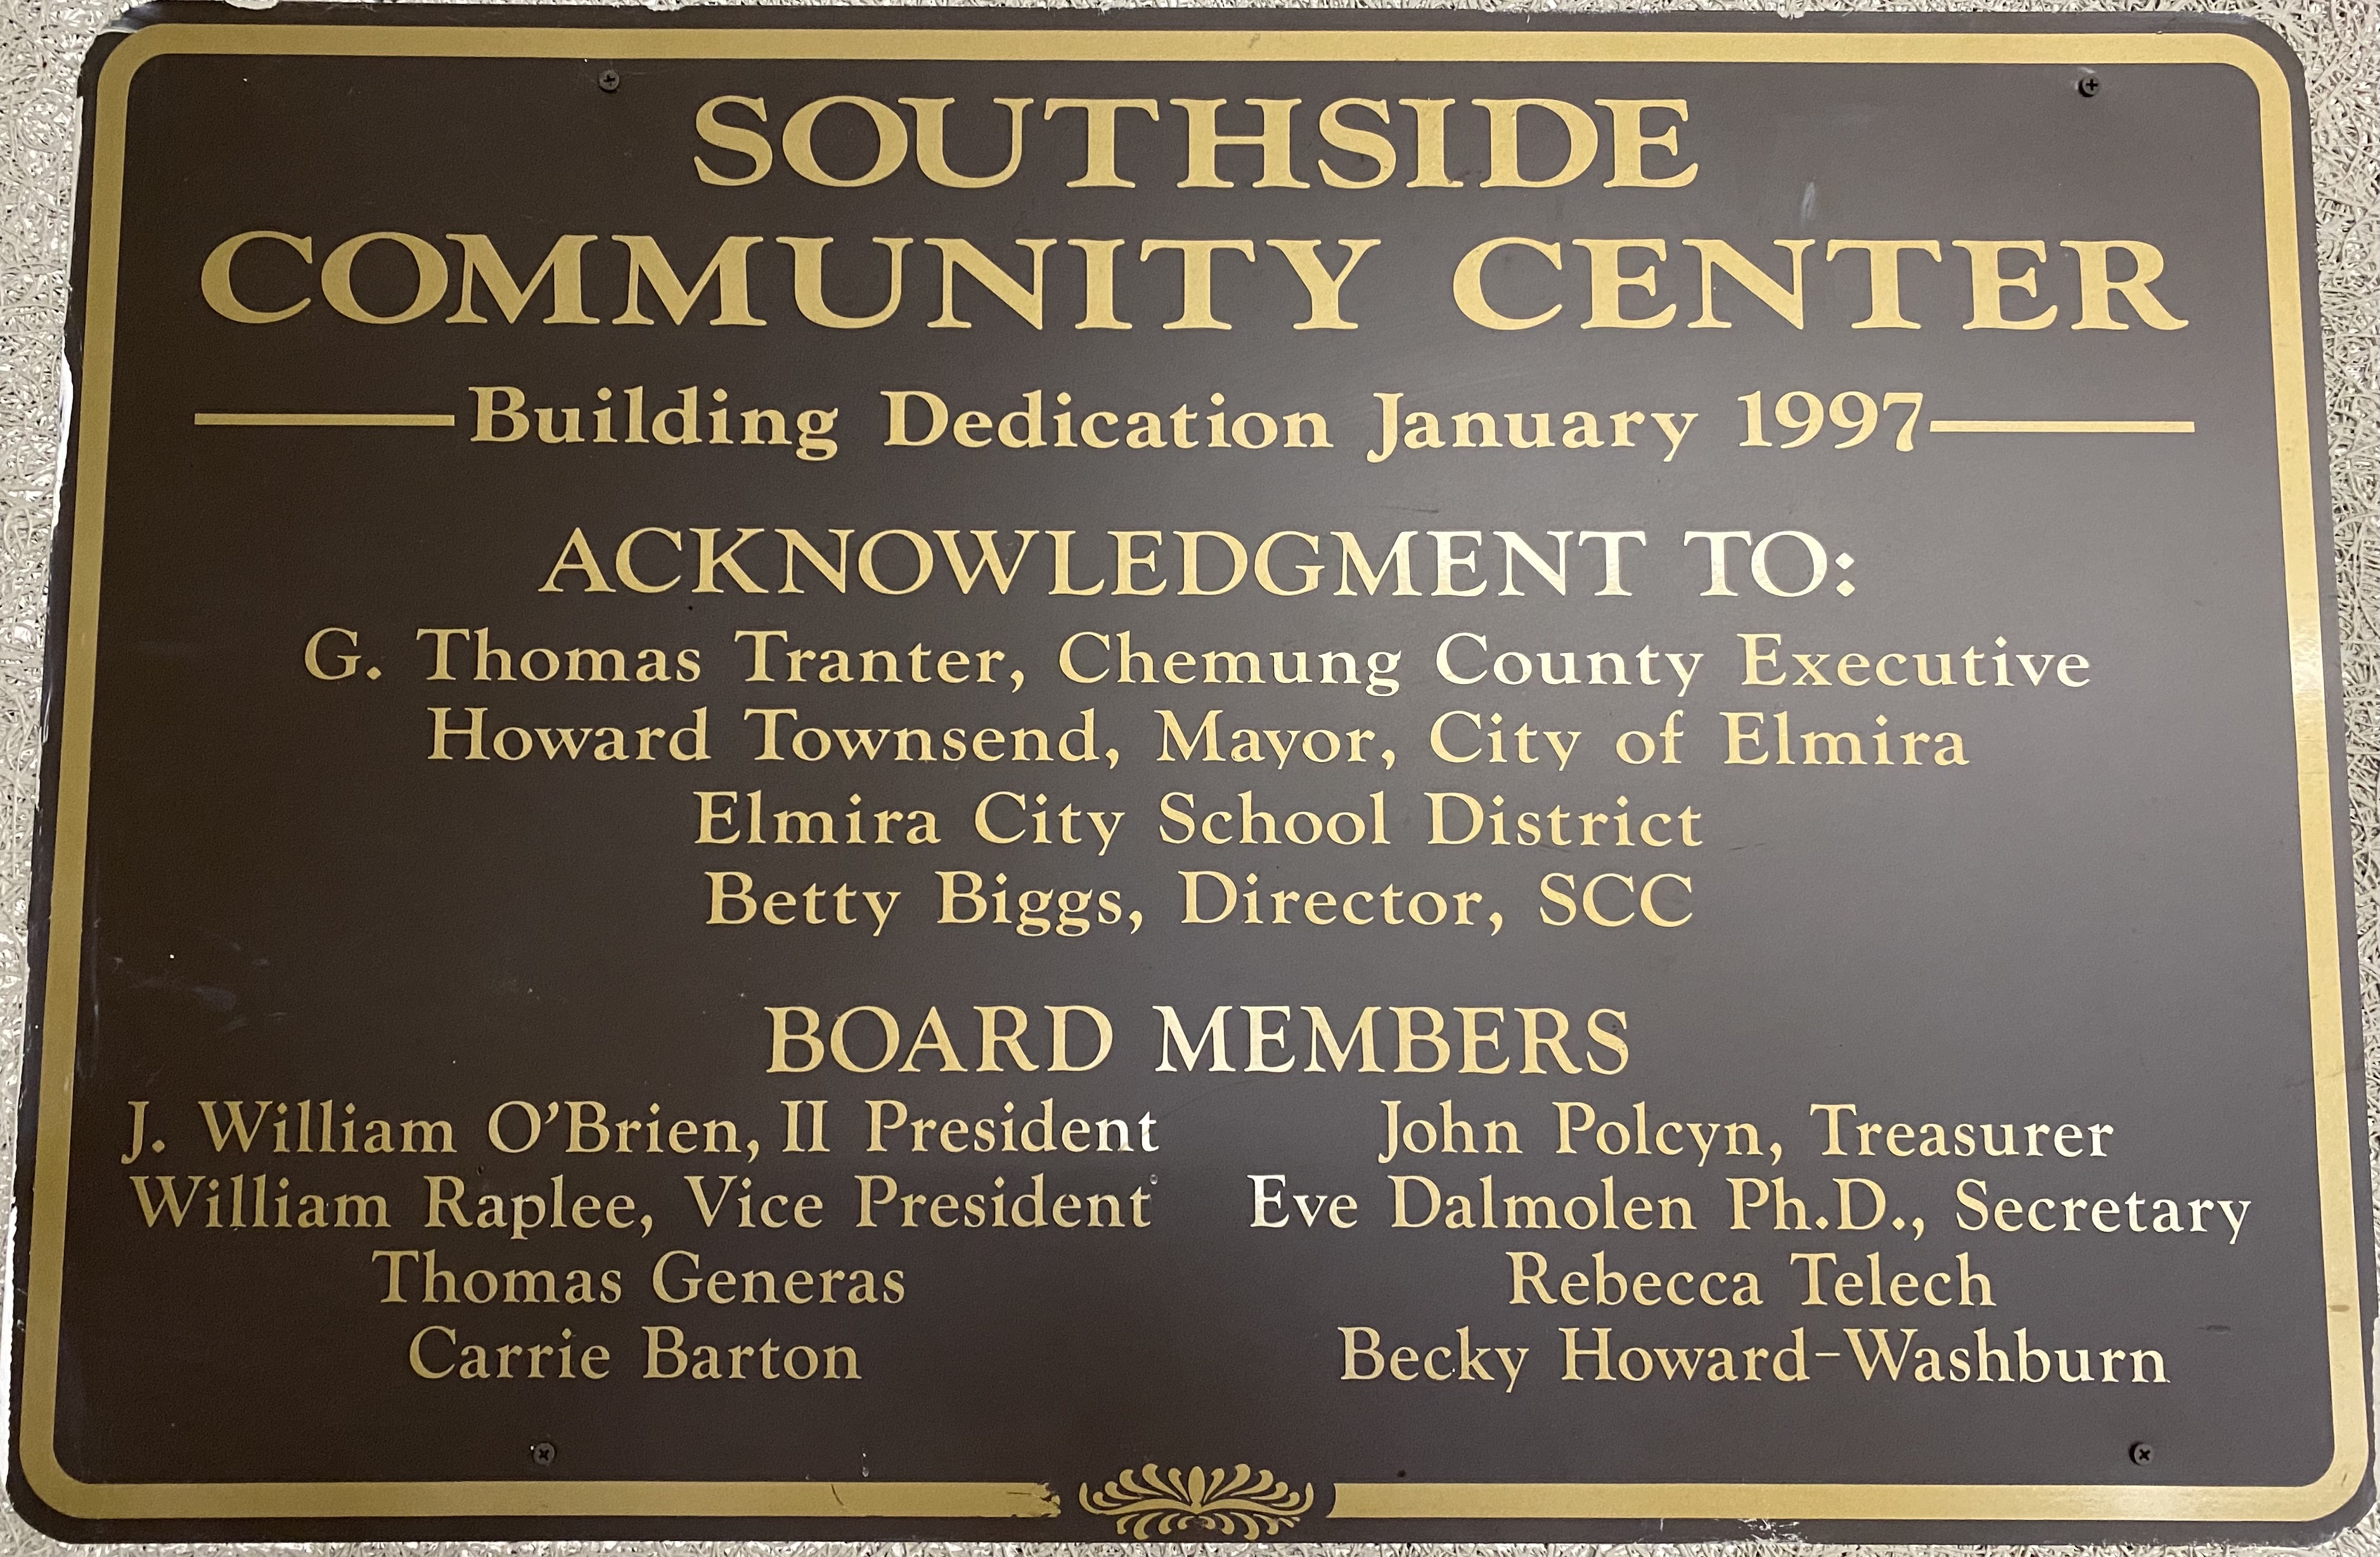 SOUTHSIDE
COMMUNITY CENTER
Building Dedication January 1997
ACKNOWLEDGMENT TO:
G. Thomas Tranter, Chemung County Executive
Howard Townsend, Mayor, City of Elmira
Elmira City School District
Betty Biggs, Director, SCC
BOARD MEMBERS
J. William O'Brien, II President
William Raplee, Vice President
Thomas Generas
Carrie Barton
John Polcyn, Treasurer
Eve Dalmolen Ph.D., Secretary
Rebecca Telech
Becky Howard-Washburn